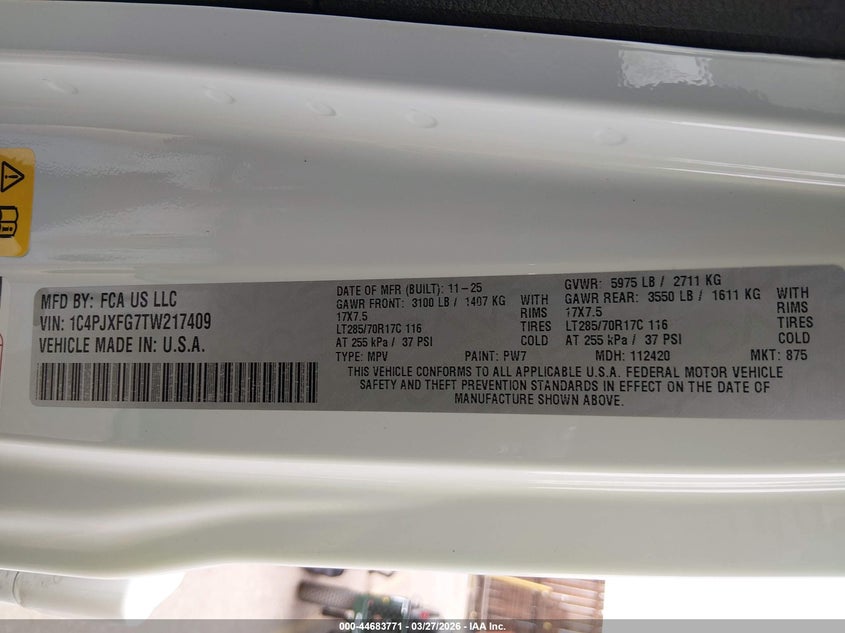 MFD BY: FCA US LLC
VIN: 1C4PJXFG7TW217409
VEHICLE MADE IN: U.S.A.
DATE OF MFR (BUILT): 11-25
GAWR FRONT: 3100 LB / 1407 KG WITH
17X7.5 RIMS
LT285/70R17C 116 TIRES
AT 255 kPa / 37 PSI COLD
GVWR: 5975 LB / 2711 KG
GAWR REAR: 3550 LB / 1611 KG WITH
17X7.5 RIMS
LT285/70R17C 116 TIRES
AT 255 kPa / 37 PSI COLD
TYPE: MPV PAINT: PW7 MDH: 112420 MKT: 875
THIS VEHICLE CONFORMS TO ALL APPLICABLE U.S.A. FEDERAL MOTOR VEHICLE
SAFETY AND THEFT PREVENTION STANDARDS IN EFFECT ON THE DATE OF
MANUFACTURE SHOWN ABOVE.
000-44683771 - 03/27/2026 - IAA Inc.